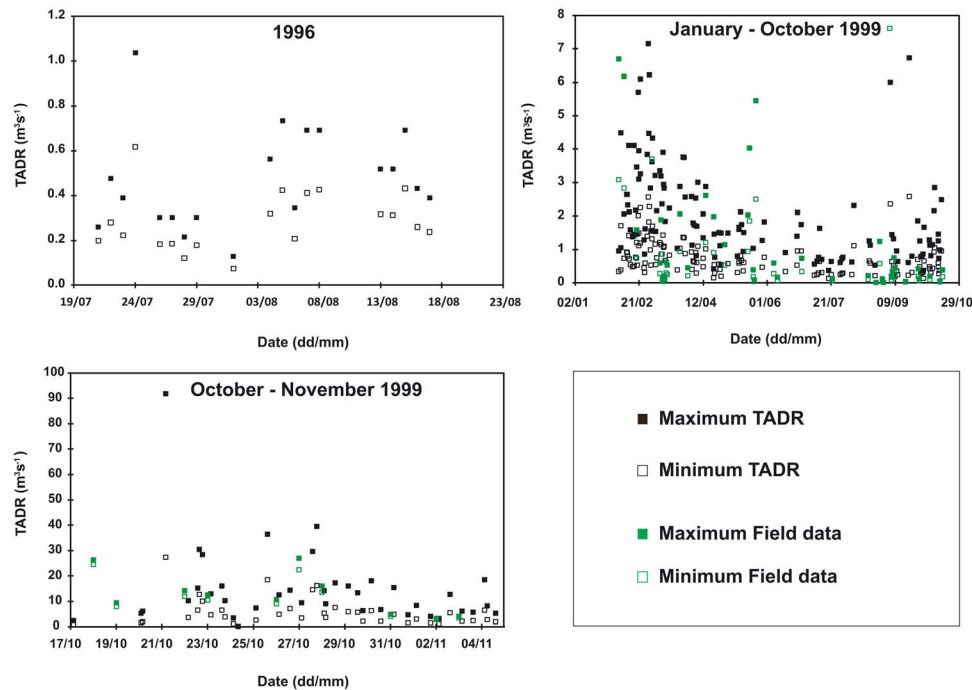 1996
1.2
1.0
0.8
0.6
0.4
0.2
0.0
TADR (m³s⁻¹)
19/07 24/07 29/07 03/08 08/08 13/08 18/08 23/08
Date (dd/mm)
January - October 1999
8
7
6
5
4
3
2
1
0
TADR (m³s⁻¹)
02/01 21/02 12/04 01/06 21/07 09/09 29/10
Date (dd/mm)
October - November 1999
100
90
80
70
60
50
40
30
20
10
0
TADR (m³s⁻¹)
17/10 19/10 21/10 23/10 25/10 27/10 29/10 31/10 02/11 04/11
Date (dd/mm)
Maximum TADR
Minimum TADR
Maximum Field data
Minimum Field data